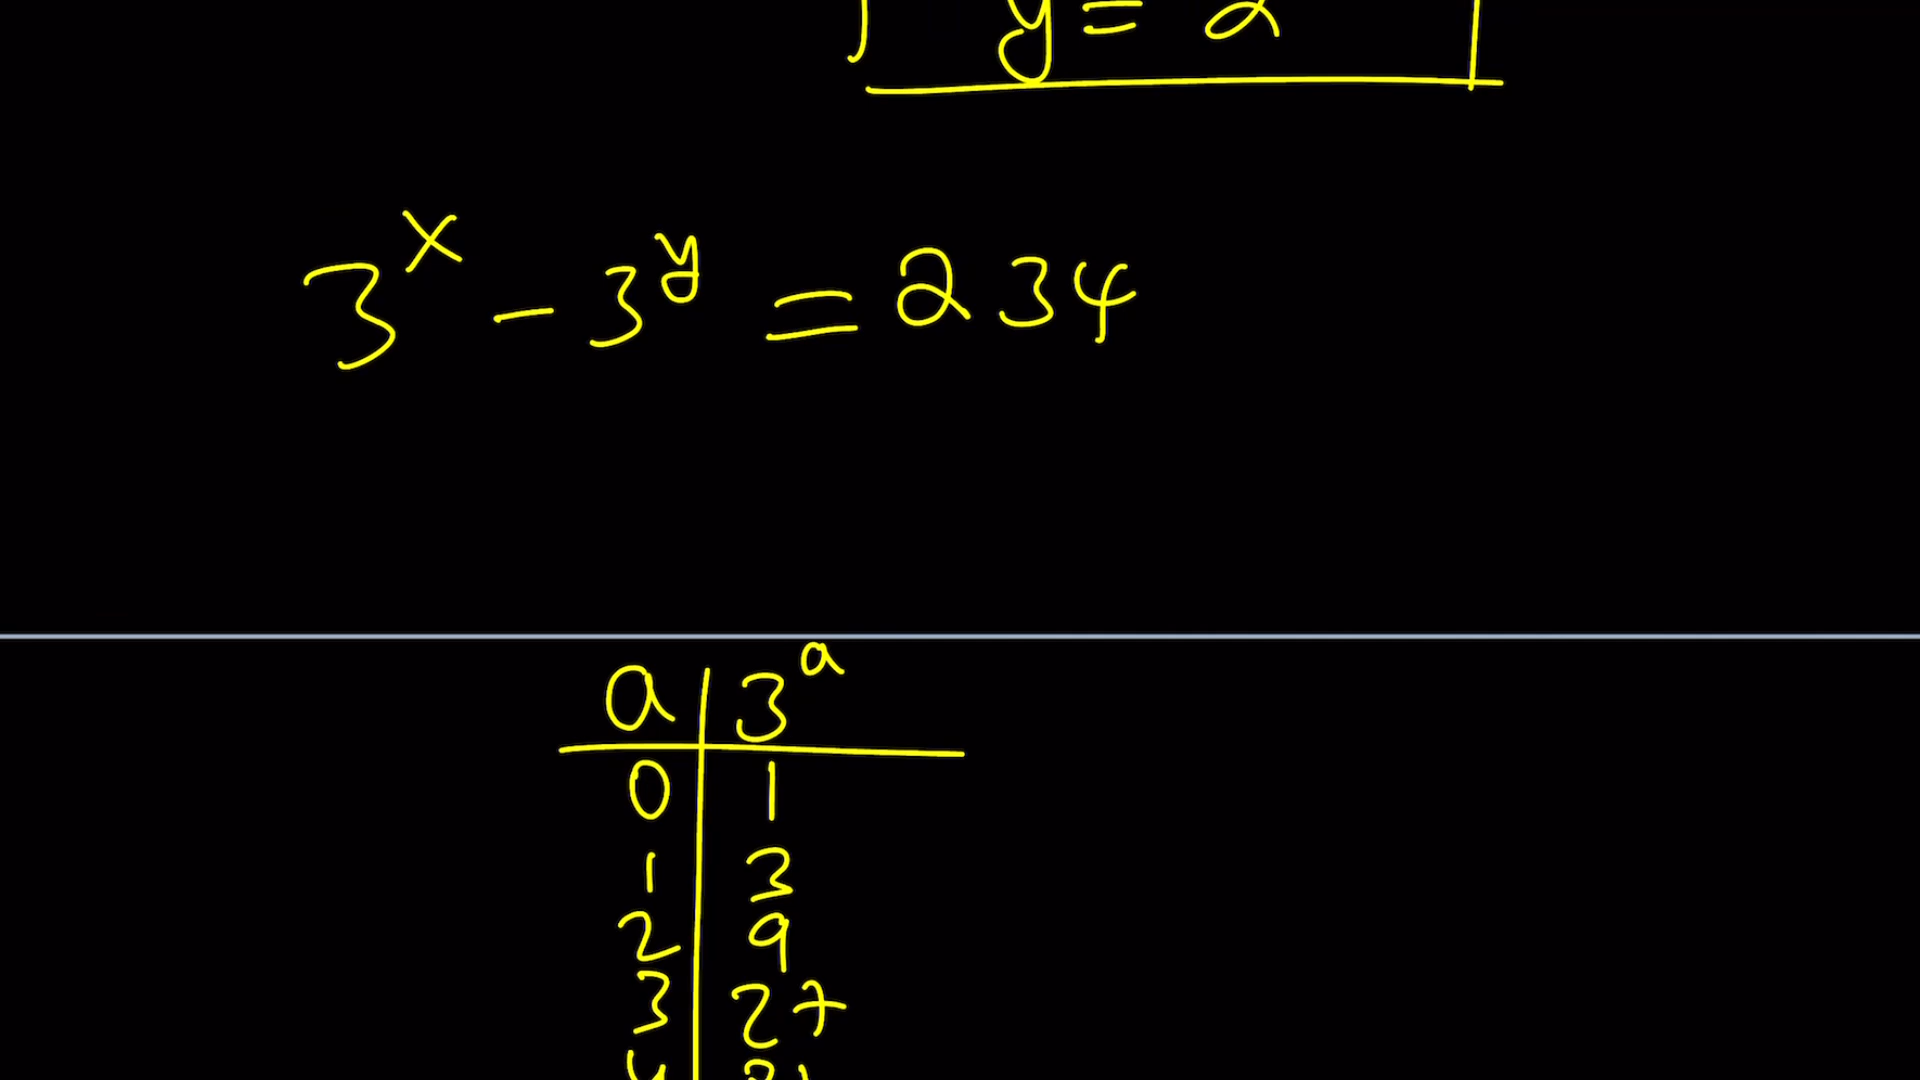 y = 2
3^x - 3^y = 234
a | 3^a
0 | 1
1 | 3
2 | 9
3 | 27